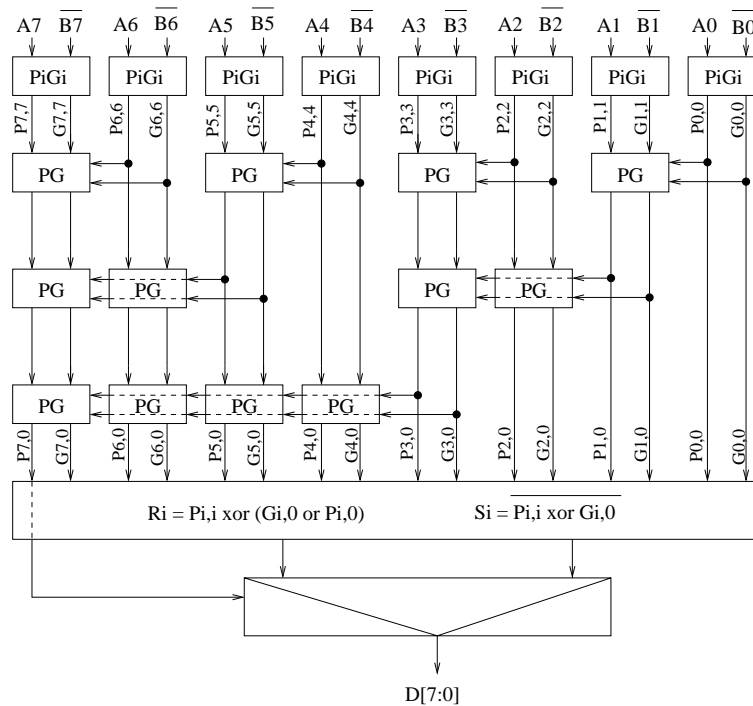 A7 B7 A6 B6 A5 B5 A4 B4 A3 B3 A2 B2 A1 B1 A0 B0
PiGi PiGi PiGi PiGi PiGi PiGi PiGi PiGi
P7,7 G7,7 P6,6 G6,6 P5,5 G5,5 P4,4 G4,4 P3,3 G3,3 P2,2 G2,2 P1,1 G1,1 P0,0 G0,0
PG PG PG PG
PG PG PG PG
PG PG PG PG
P7,0 G7,0 P6,0 G6,0 P5,0 G5,0 P4,0 G4,0 P3,0 G3,0 P2,0 G2,0 P1,0 G1,0 P0,0 G0,0
Ri = Pi,i xor (Gi,0 or Pi,0) Si = Pi,i xor Gi,0
D[7:0]